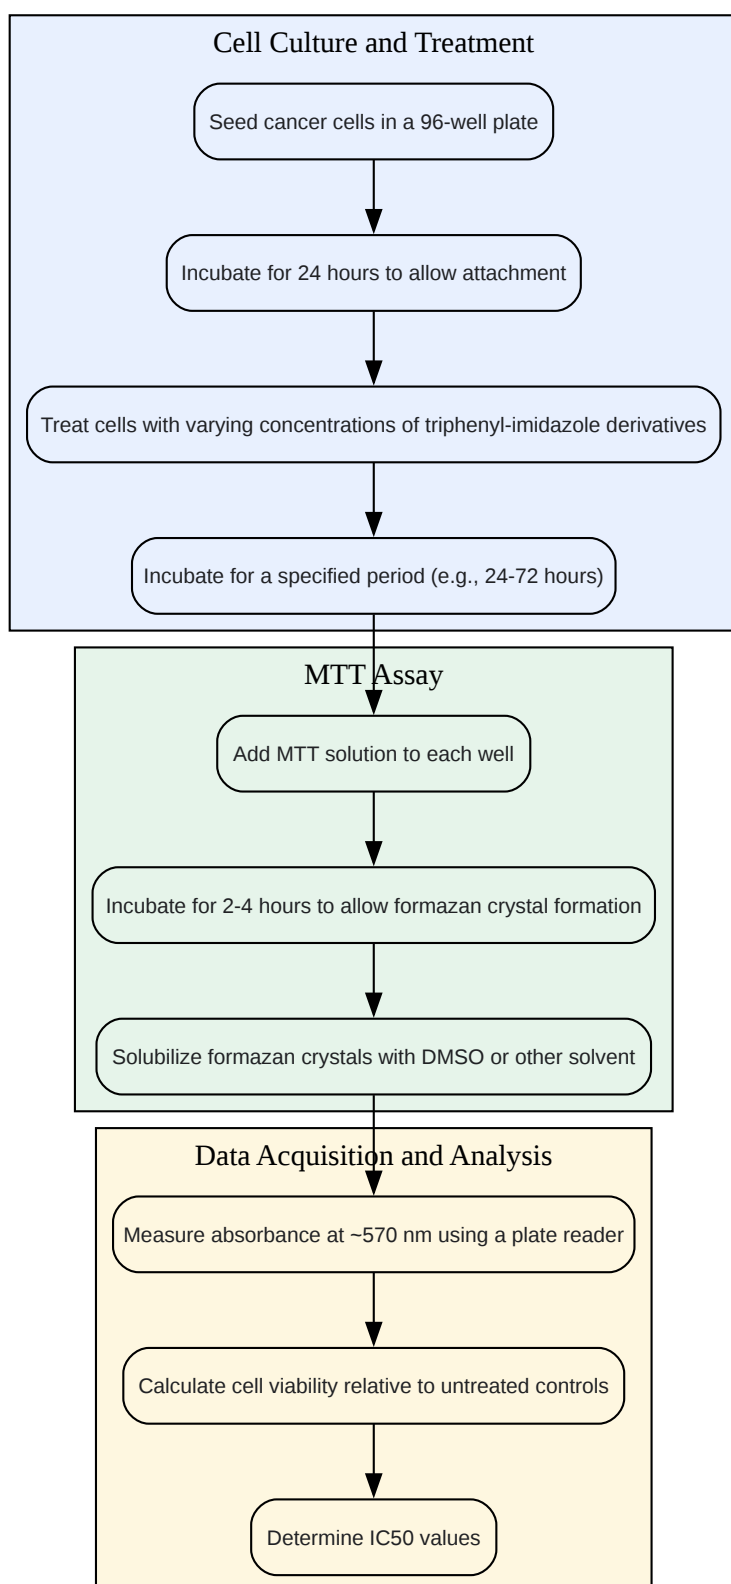 Cell Culture and Treatment
Seed cancer cells in a 96-well plate
Incubate for 24 hours to allow attachment
Treat cells with varying concentrations of triphenyl-imidazole derivatives
Incubate for a specified period (e.g., 24-72 hours)
MTT Assay
Add MTT solution to each well
Incubate for 2-4 hours to allow formazan crystal formation
Solubilize formazan crystals with DMSO or other solvent
Data Acquisition and Analysis
Measure absorbance at ~570 nm using a plate reader
Calculate cell viability relative to untreated controls
Determine IC50 values